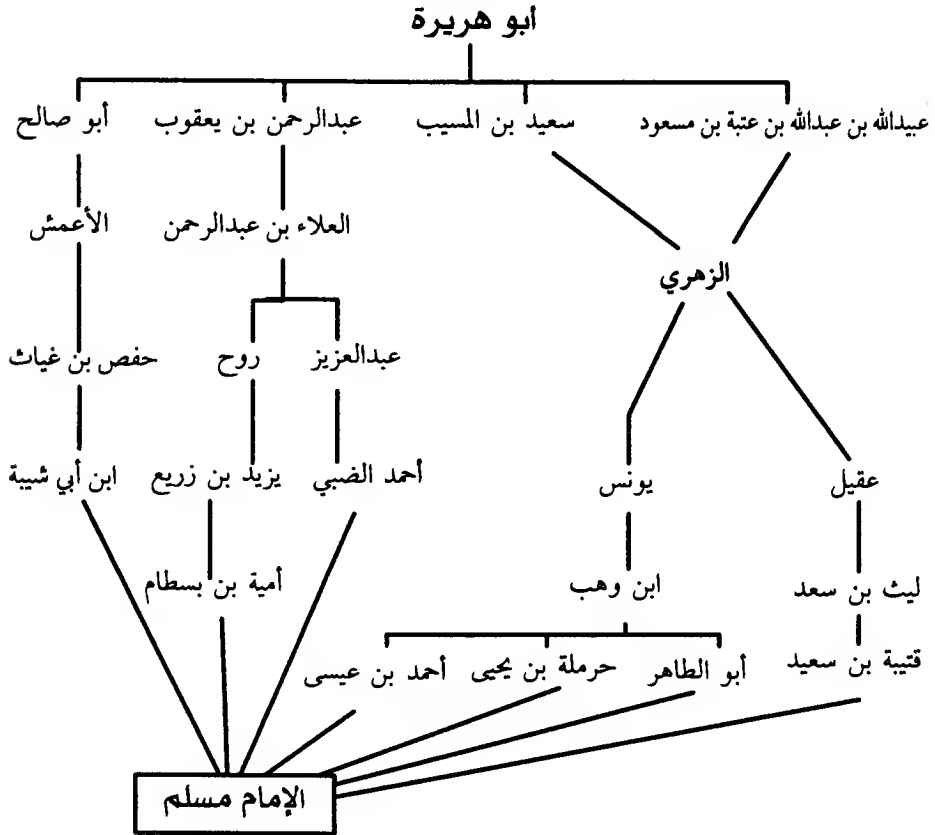 أبو هريرة
عبيدالله بن عبدالله بن عتبة بن مسعود
سعيد بن المسيب
عبدالرحمن بن يعقوب
أبو صالح
العلاء بن عبدالرحمن
الأعمش
الزهري
عبدالعزيز
روح
حفص بن غياث
عقيل
يونس
أحمد الضبي
يزيد بن زريع
ابن أبي شيبة
ليث بن سعد
ابن وهب
أمية بن بسطام
قتيبة بن سعيد
أبو الطاهر
حرملة بن يحيى
أحمد بن عيسى
الإمام مسلم